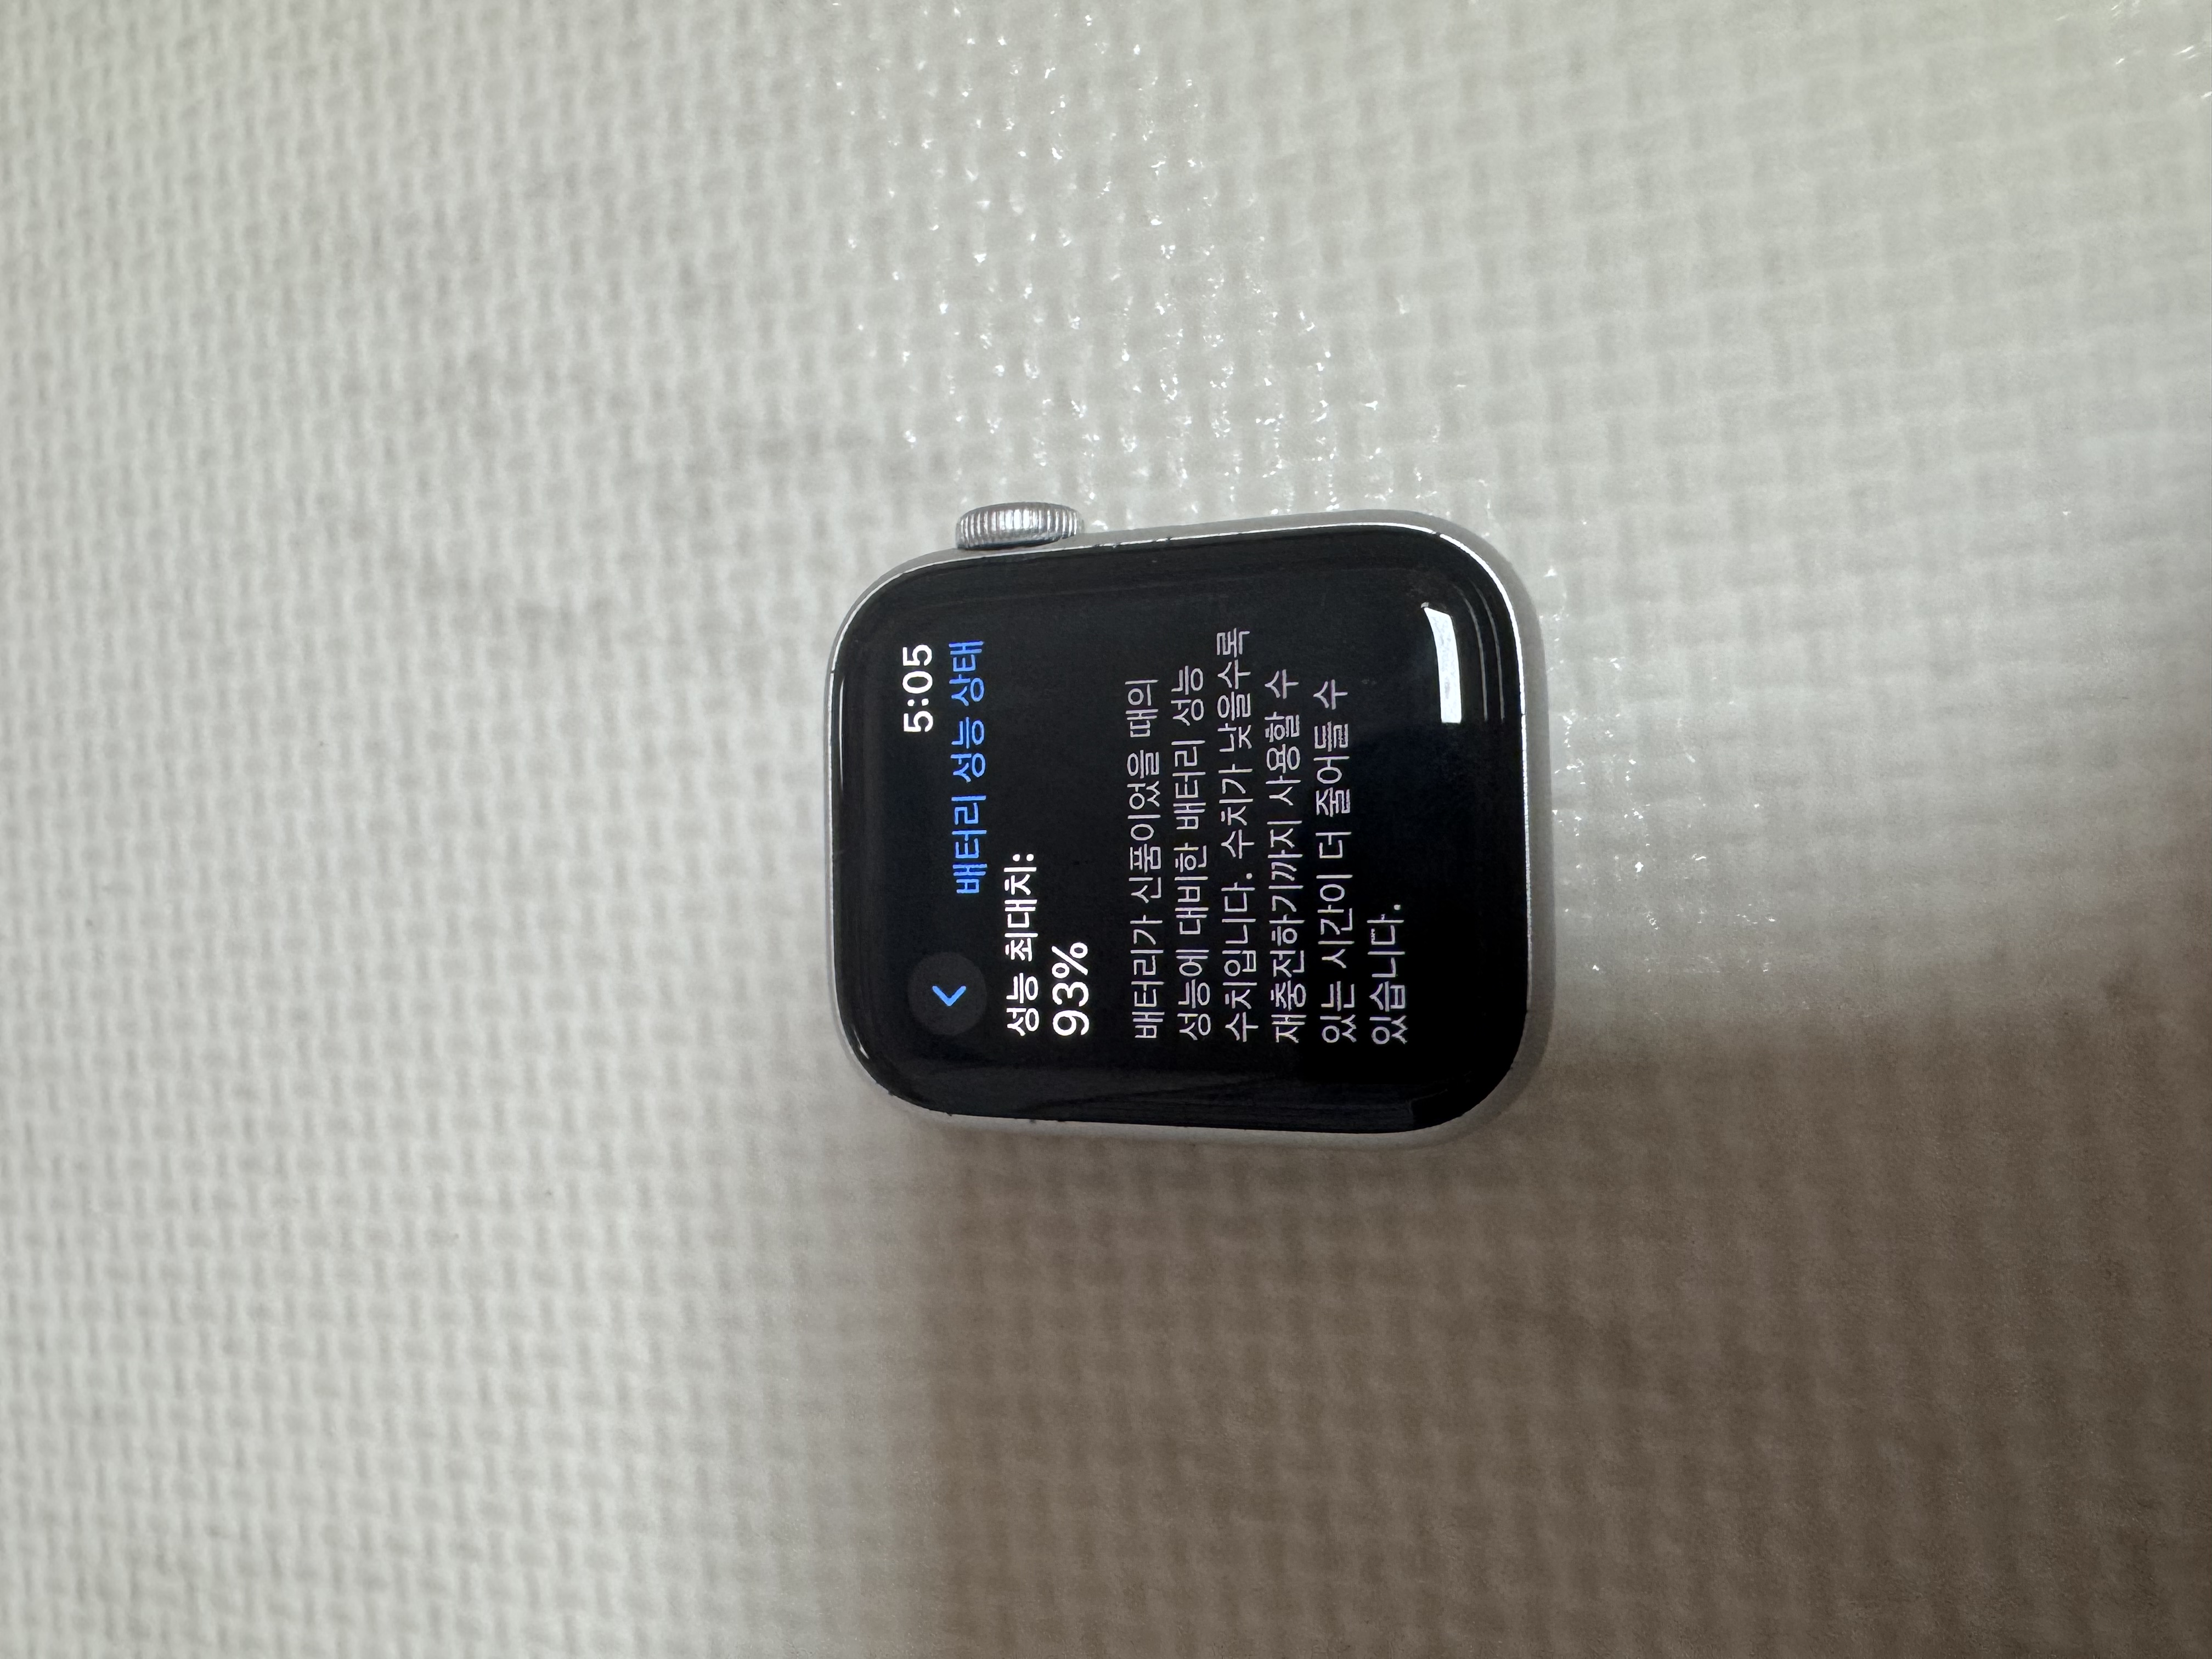 5:05
배터리 성능 상태
성능 최대치:
93%
배터리가 신품이었을 때의
성능에 대비한 배터리 성능
수치입니다. 수치가 낮을수록
재충전하기까지 사용할 수
있는 시간이 더 줄어들 수
있습니다.